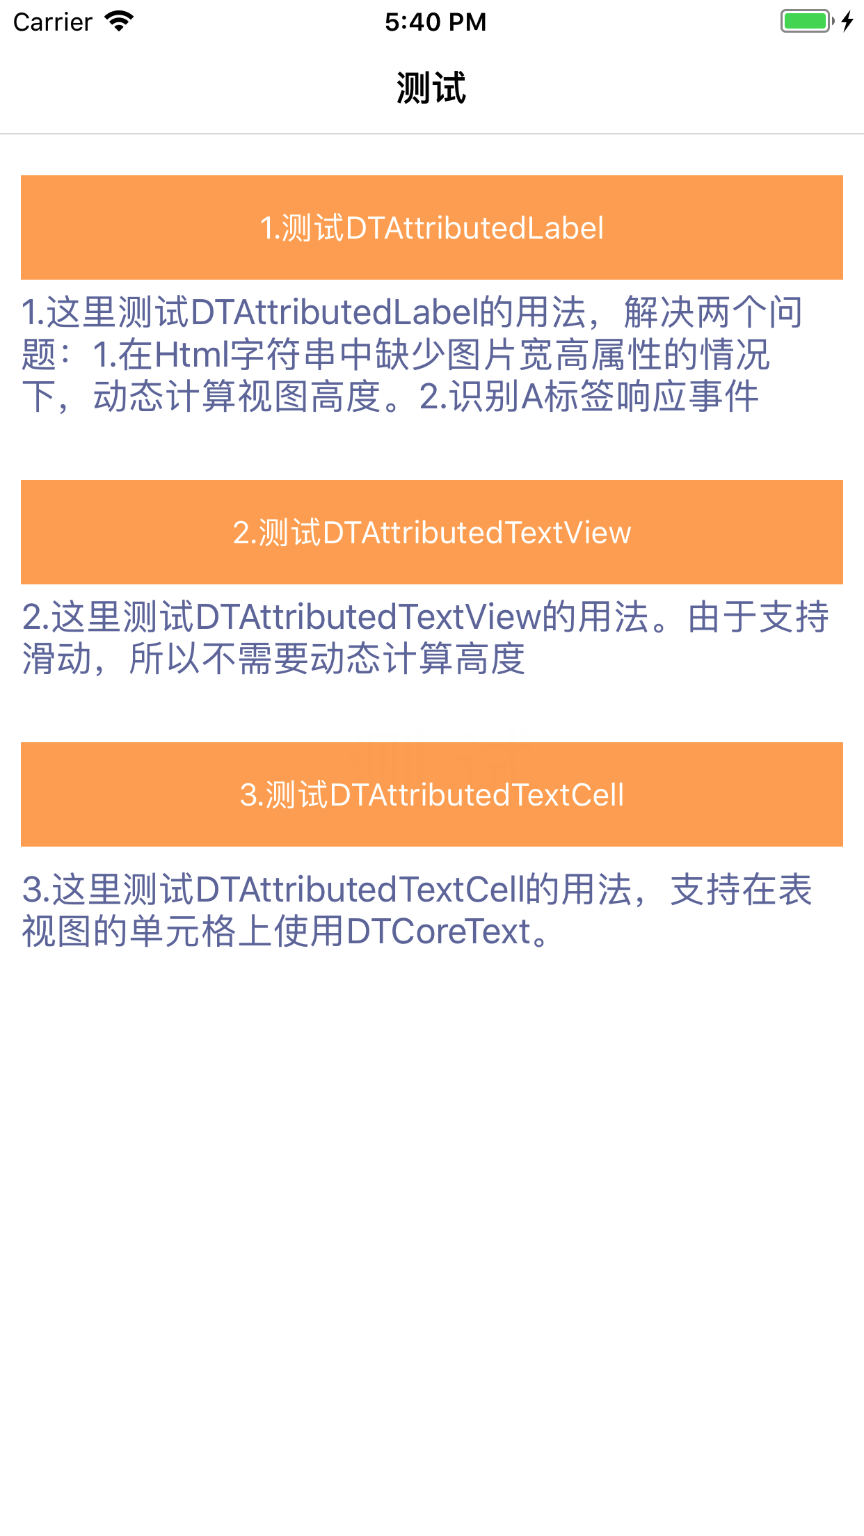 Carrier 5:40 PM
测试
1.测试DTAttributedLabel
1.这里测试DTAttributedLabel的用法，解决两个问
题：1.在Html字符串中缺少图片宽高属性的情况
下，动态计算视图高度。2.识别A标签响应事件
2.测试DTAttributedTextView
2.这里测试DTAttributedTextView的用法。由于支持
滑动，所以不需要动态计算高度
3.测试DTAttributedTextCell
3.这里测试DTAttributedTextCell的用法，支持在表
视图的单元格上使用DTCoreText。